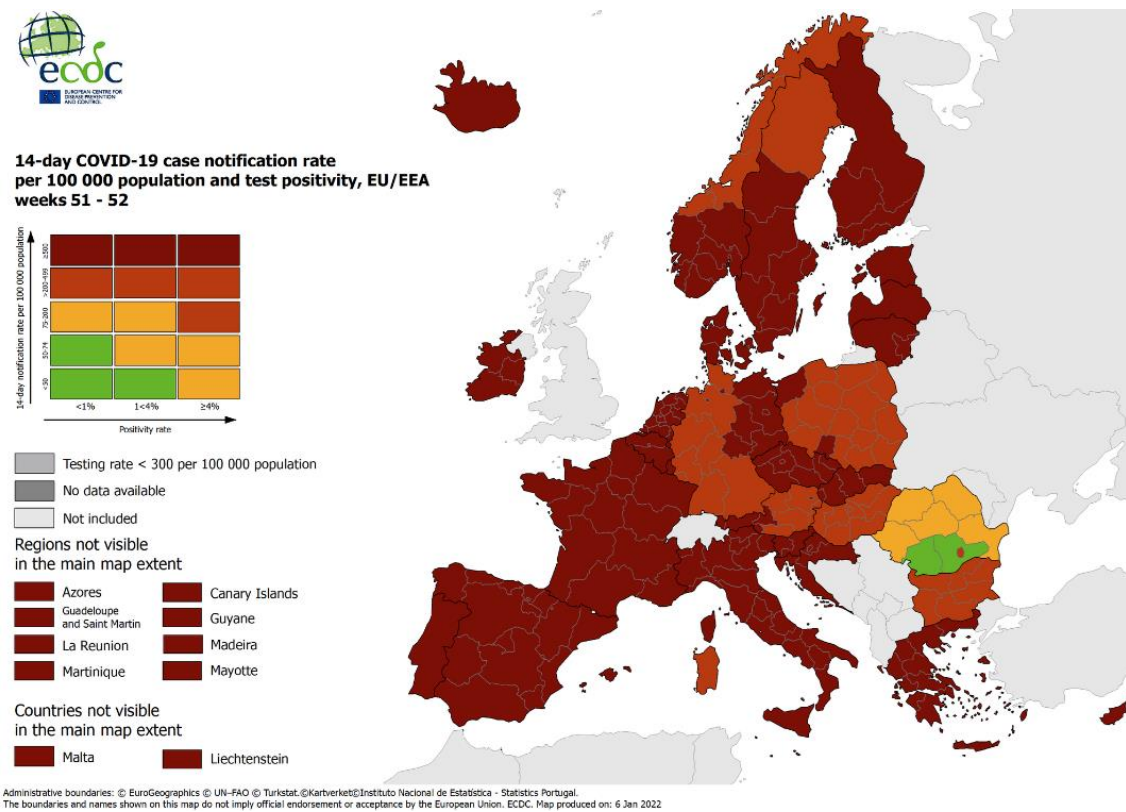 ecdc
EUROPEAN CENTRE FOR
DISEASE PREVENTION
AND CONTROL
14-day COVID-19 case notification rate
per 100 000 population and test positivity, EU/EEA
weeks 51 - 52
14-day notification rate per 100 000 population
≥500
>200-499
75-200
50-74
<50
<1%
1<4%
≥4%
Positivity rate
Testing rate < 300 per 100 000 population
No data available
Not included
Regions not visible
in the main map extent
Azores
Canary Islands
Guadeloupe
and Saint Martin
Guyane
La Reunion
Madeira
Martinique
Mayotte
Countries not visible
in the main map extent
Malta
Liechtenstein
Administrative boundaries: © EuroGeographics © UN–FAO © Turkstat.©Kartverket©Instituto Nacional de Estatística - Statistics Portugal.
The boundaries and names shown on this map do not imply official endorsement or acceptance by the European Union. ECDC. Map produced on: 6 Jan 2022